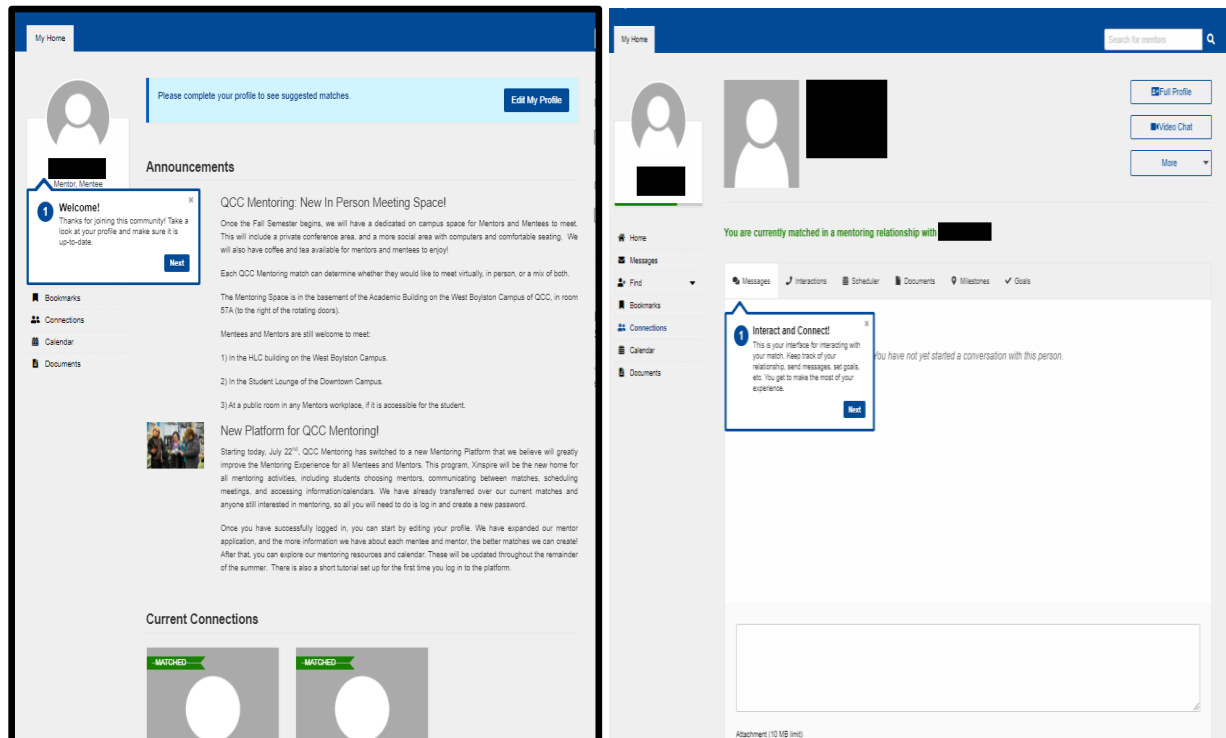 My Home
Please complete your profile to see suggested matches.
Edit My Profile
Mentor, Mentee
1
Welcome!
×
Thanks for joining this community! Take a
look at your profile and make sure it is
up-to-date.
Next
Bookmarks
Connections
Calendar
Documents
Announcements
QCC Mentoring: New In Person Meeting Space!
Once the Fall Semester begins, we will have a dedicated on campus space for Mentors and Mentees to meet.
This will include a private conference area, and a more social area with computers and comfortable seating. We
will also have coffee and tea available for mentors and mentees to enjoy!
Each QCC Mentoring match can determine whether they would like to meet virtually, in person, or a mix of both.
The Mentoring Space is in the basement of the Academic Building on the West Boylston Campus of QCC, in room
57A (to the right of the rotating doors).
Mentees and Mentors are still welcome to meet:
1) In the HLC building on the West Boylston Campus.
2) In the Student Lounge of the Downtown Campus.
3) At a public room in any Mentors workplace, if it is accessible for the student.
New Platform for QCC Mentoring!
Starting today, July 22nd, QCC Mentoring has switched to a new Mentoring Platform that we believe will greatly
improve the Mentoring Experience for all Mentees and Mentors. This program, Xinspire will be the new home for
all mentoring activities, including students choosing mentors, communicating between matches, scheduling
meetings, and accessing information/calendars. We have already transferred over our current matches and
anyone still interested in mentoring, so all you will need to do is log in and create a new password.
Once you have successfully logged in, you can start by editing your profile. We have expanded our mentor
application, and the more information we have about each mentee and mentor, the better matches we can create!
After that, you can explore our mentoring resources and calendar. These will be updated throughout the remainder
of the summer. There is also a short tutorial set up for the first time you log in to the platform.
Current Connections
MATCHED
MATCHED
My Home
Search for mentors
Full Profile
Video Chat
More
You are currently matched in a mentoring relationship with
Home
Messages
Find
Bookmarks
Connections
Calendar
Documents
Messages
Interactions
Scheduler
Documents
Milestones
Goals
1
Interact and Connect!
×
This is your interface for interacting with
your match. Keep track of your
relationship, send messages, set goals,
etc. You get to make the most of your
experience.
Next
You have not yet started a conversation with this person.
Attachment (10 MB limit)